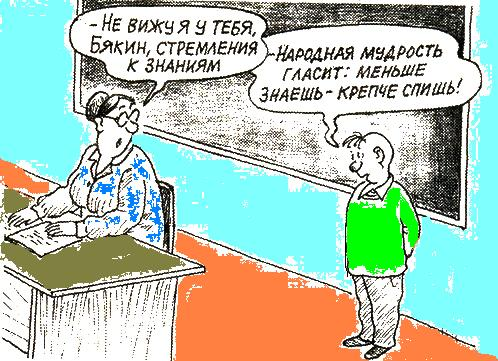 - НЕ ВИЖУ Я У ТЕБЯ,
БЯКИН, СТРЕМЛЕНИЯ
К ЗНАНИЯМ
-НАРОДНАЯ МУДРОСТЬ
ГЛАСИТ: МЕНЬШЕ
ЗНАЕШЬ - КРЕПЧЕ СПИШЬ!